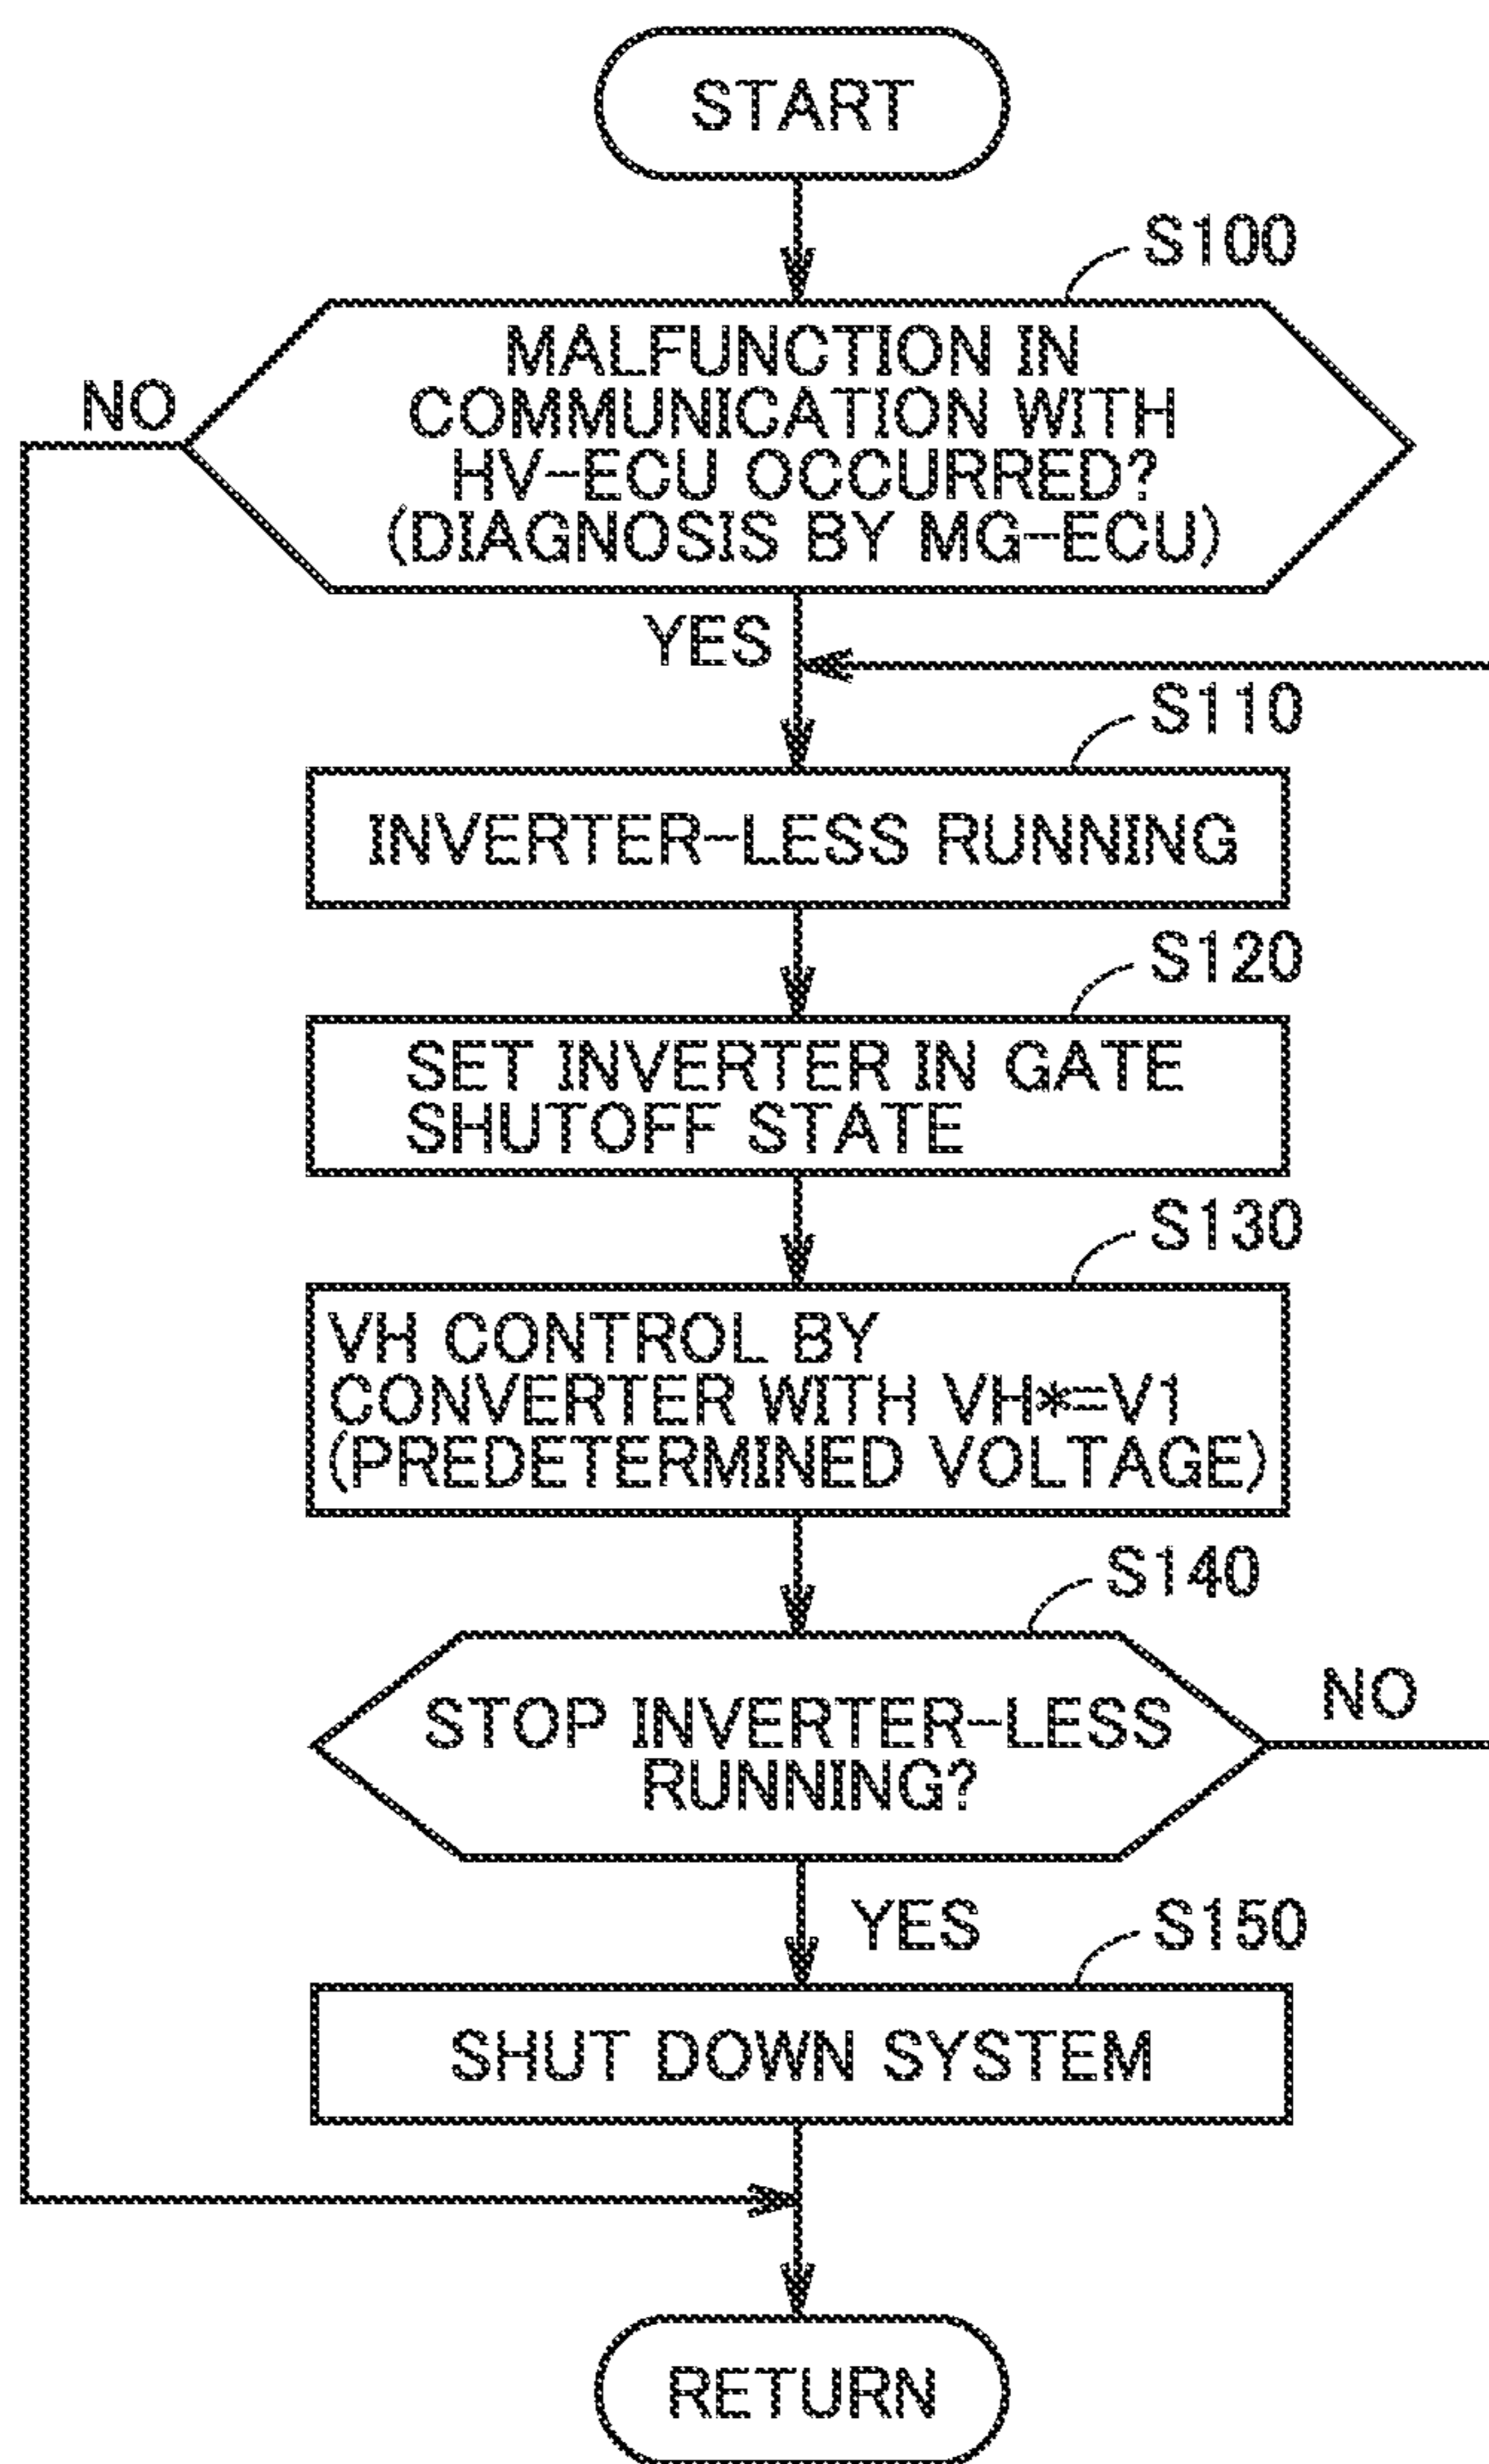 START
S100
MALFUNCTION IN
COMMUNICATION WITH
HV-ECU OCCURRED?
(DIAGNOSIS BY MG-ECU)
NO
YES
S110
INVERTER-LESS RUNNING
S120
SET INVERTER IN GATE
SHUTOFF STATE
S130
VH CONTROL BY
CONVERTER WITH VH*=V1
(PREDETERMINED VOLTAGE)
S140
STOP INVERTER-LESS
RUNNING?
NO
YES
S150
SHUT DOWN SYSTEM
RETURN